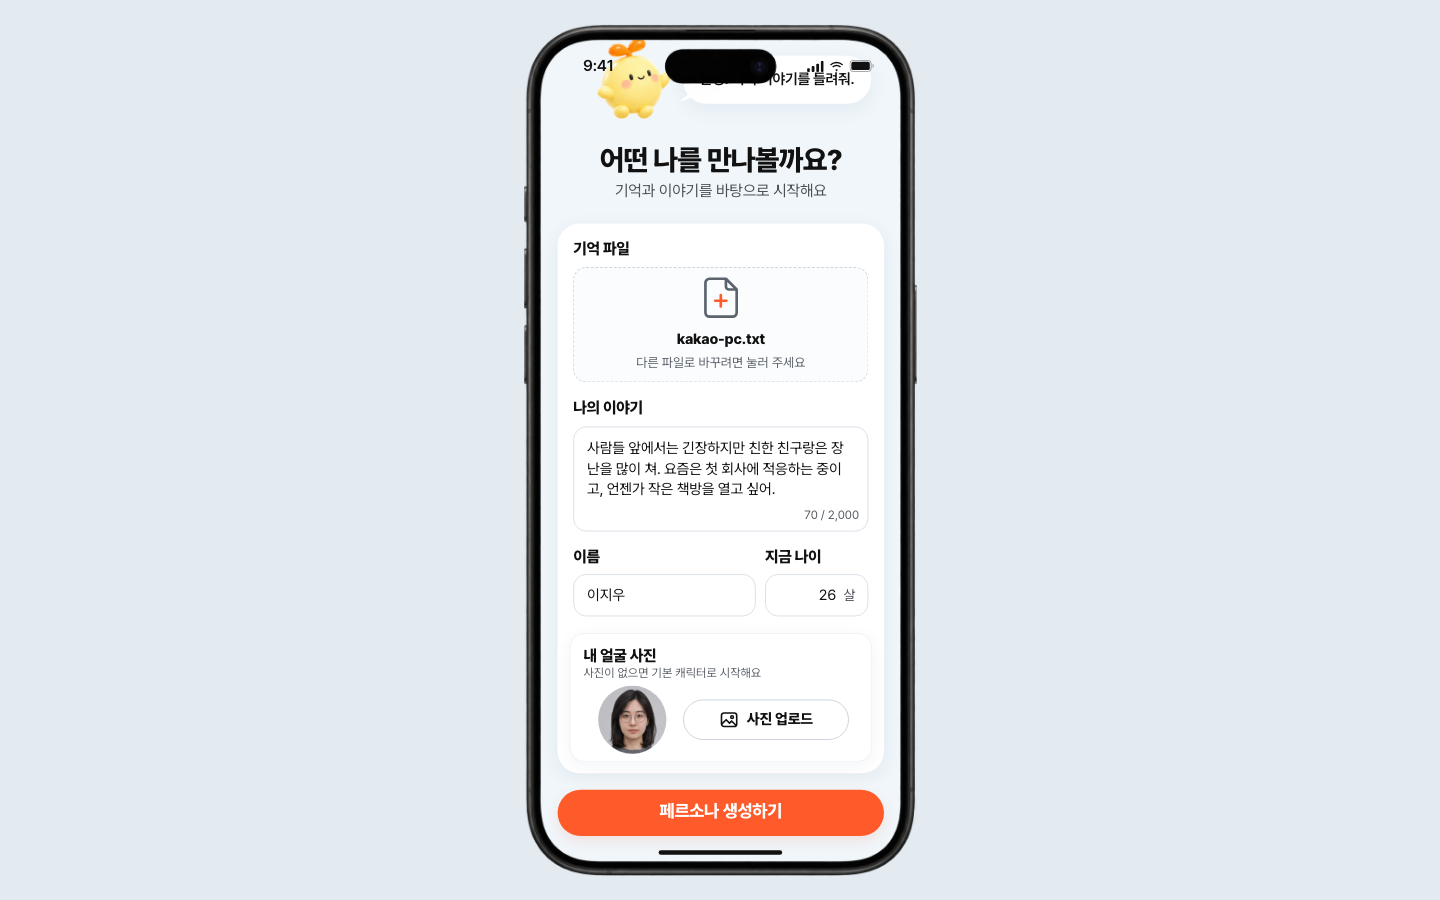 9:41
이야기를 들려줘.
어떤 나를 만나볼까요?
기억과 이야기를 바탕으로 시작해요
기억 파일
kakao-pc.txt
다른 파일로 바꾸려면 눌러 주세요
나의 이야기
사람들 앞에서는 긴장하지만 친한 친구랑은 장
난을 많이 쳐. 요즘은 첫 회사에 적응하는 중이
고, 언젠가 작은 책방을 열고 싶어.
70 / 2,000
이름
지금 나이
이지우
26 살
내 얼굴 사진
사진이 없으면 기본 캐릭터로 시작해요
사진 업로드
페르소나 생성하기